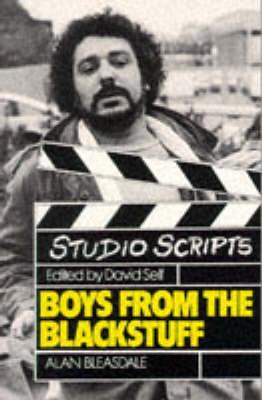 STUDIO SCRIPTS
Edited by David Self
BOYS FROM THE
BLACKSTUFF
ALAN BLEASDALE